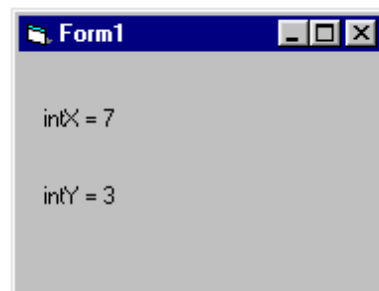 Form1
intX = 7
intY = 3